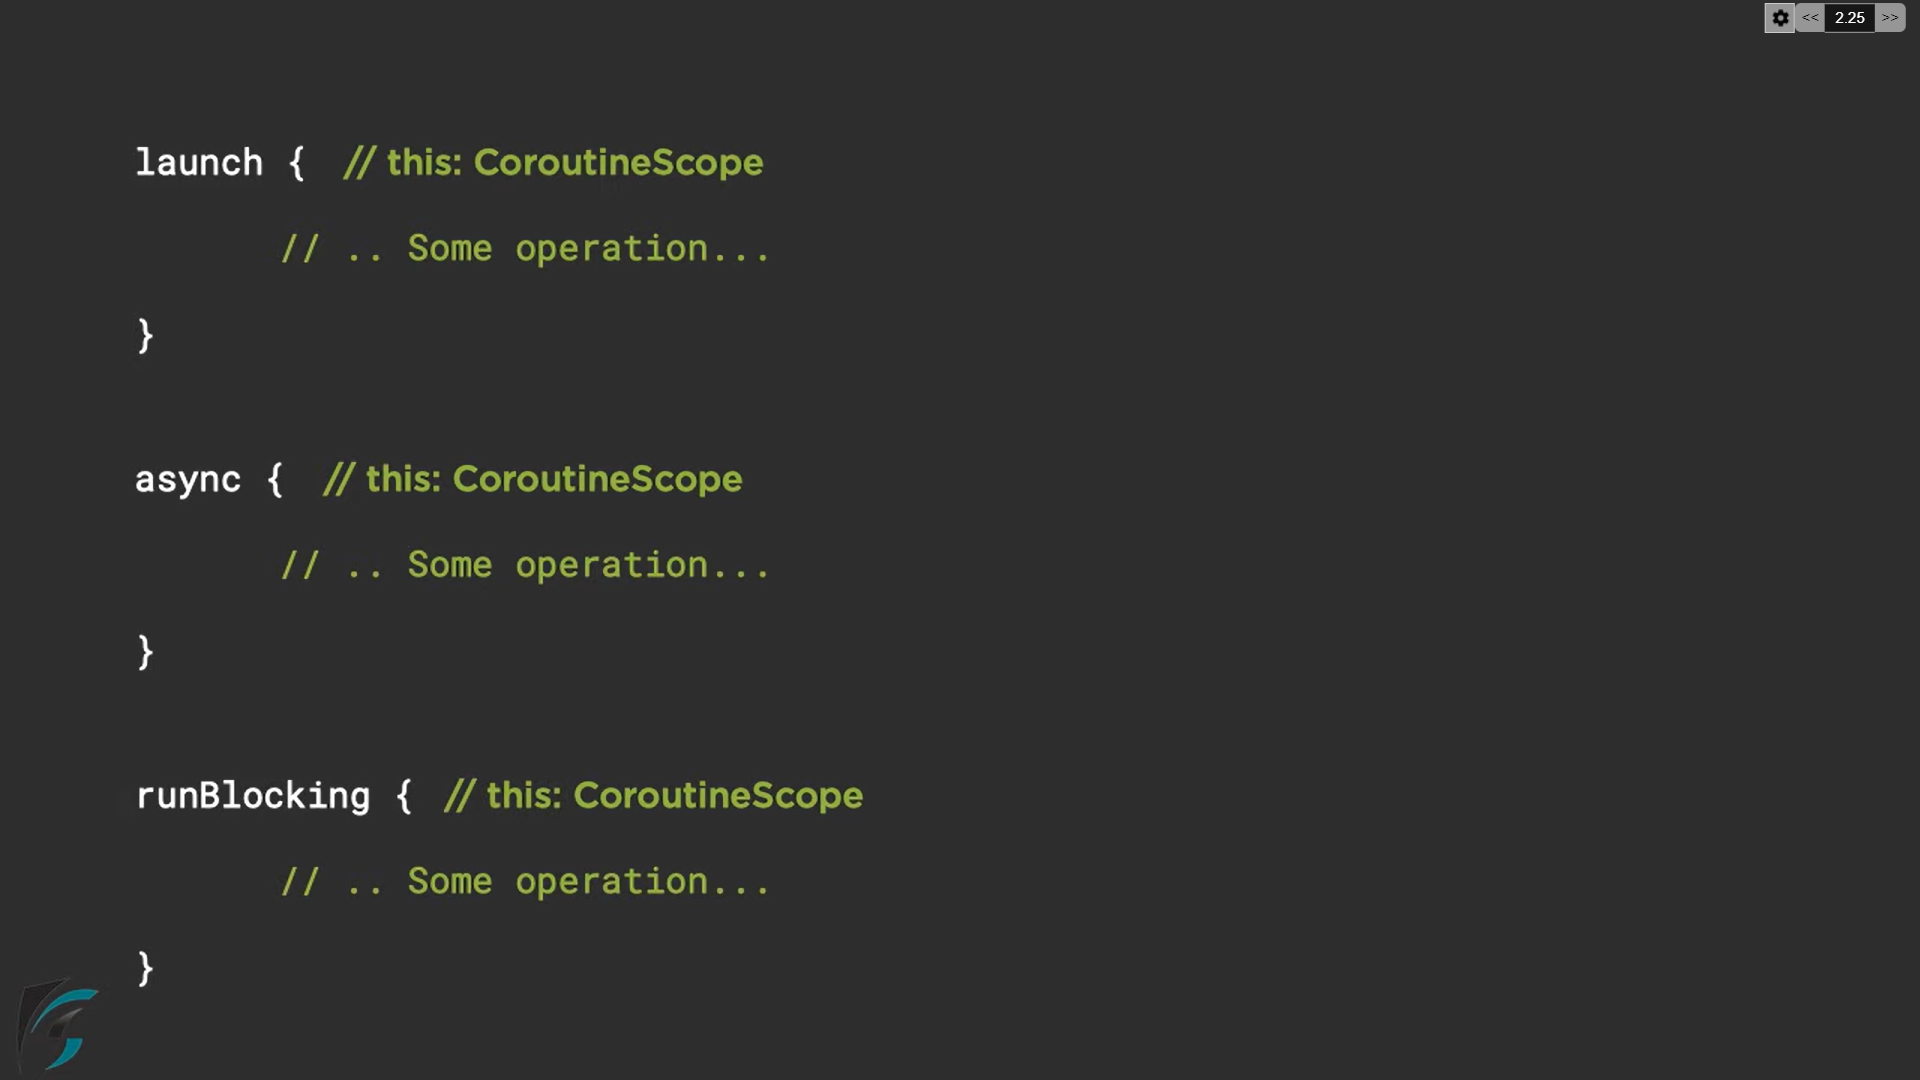 << 2.25 >>
launch { // this: CoroutineScope
// .. Some operation...
}
async { // this: CoroutineScope
// .. Some operation...
}
runBlocking { // this: CoroutineScope
// .. Some operation...
}